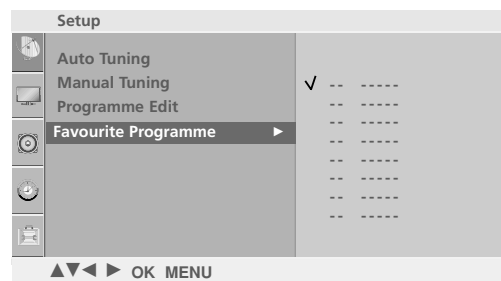 Setup
Auto Tuning
Manual Tuning
Programme Edit
Favourite Programme ►
√ -- -----
-- -----
-- -----
-- -----
-- -----
-- -----
-- -----
-- -----
▲▼◄ ► OK MENU